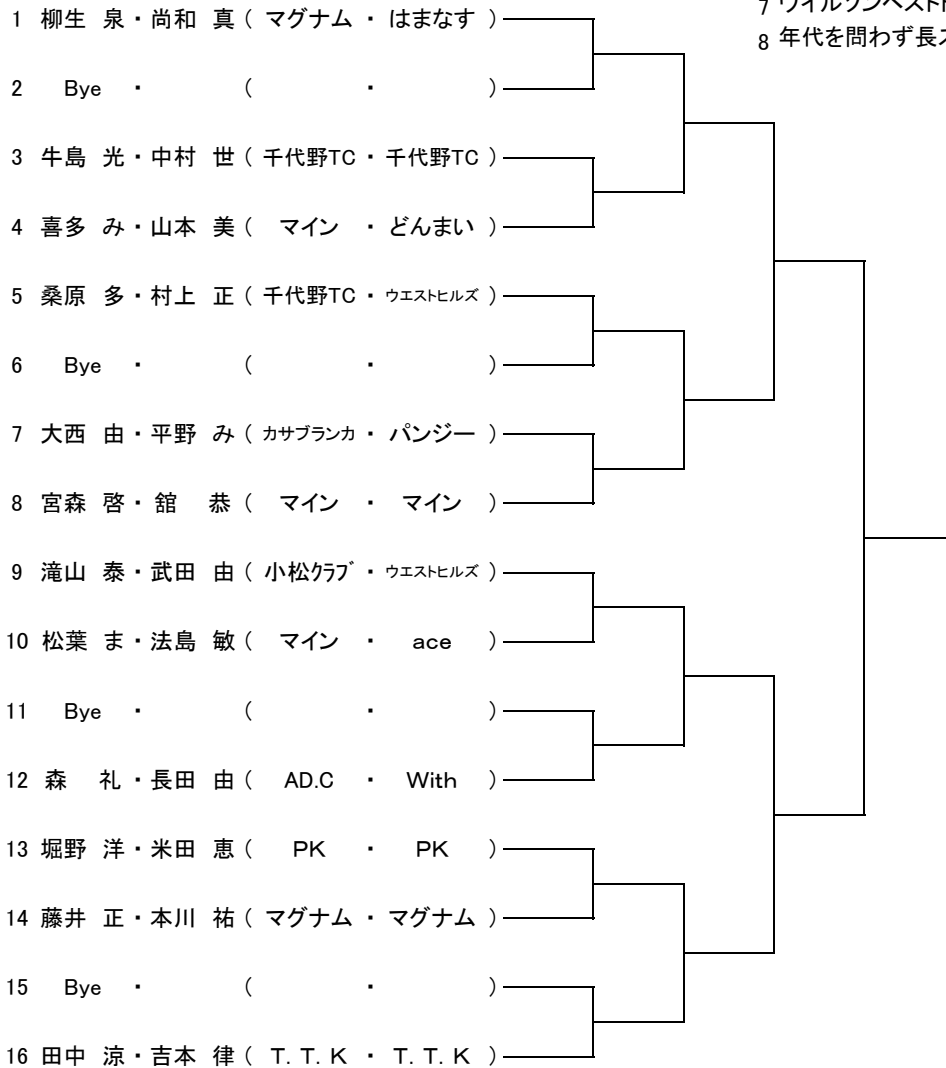 7 ウイルソンベスト
8 年代を問わず長
1 柳生 泉・尚和 真 ( マグナム ・ はまなす )
2 Bye ・ ( ・ )
3 牛島 光・中村 世 ( 千代野TC ・ 千代野TC )
4 喜多 み・山本 美 ( マイン ・ どんまい )
5 桑原 多・村上 正 ( 千代野TC ・ ウエストヒルズ )
6 Bye ・ ( ・ )
7 大西 由・平野 み ( カサブランカ ・ パンジー )
8 宮森 啓・舘 恭 ( マイン ・ マイン )
9 滝山 泰・武田 由 ( 小松クラブ ・ ウエストヒルズ )
10 松葉 ま・法島 敏 ( マイン ・ ace )
11 Bye ・ ( ・ )
12 森 礼・長田 由 ( AD.C ・ With )
13 堀野 洋・米田 恵 ( PK ・ PK )
14 藤井 正・本川 祐 ( マグナム ・ マグナム )
15 Bye ・ ( ・ )
16 田中 涼・吉本 律 ( T. T. K ・ T. T. K )